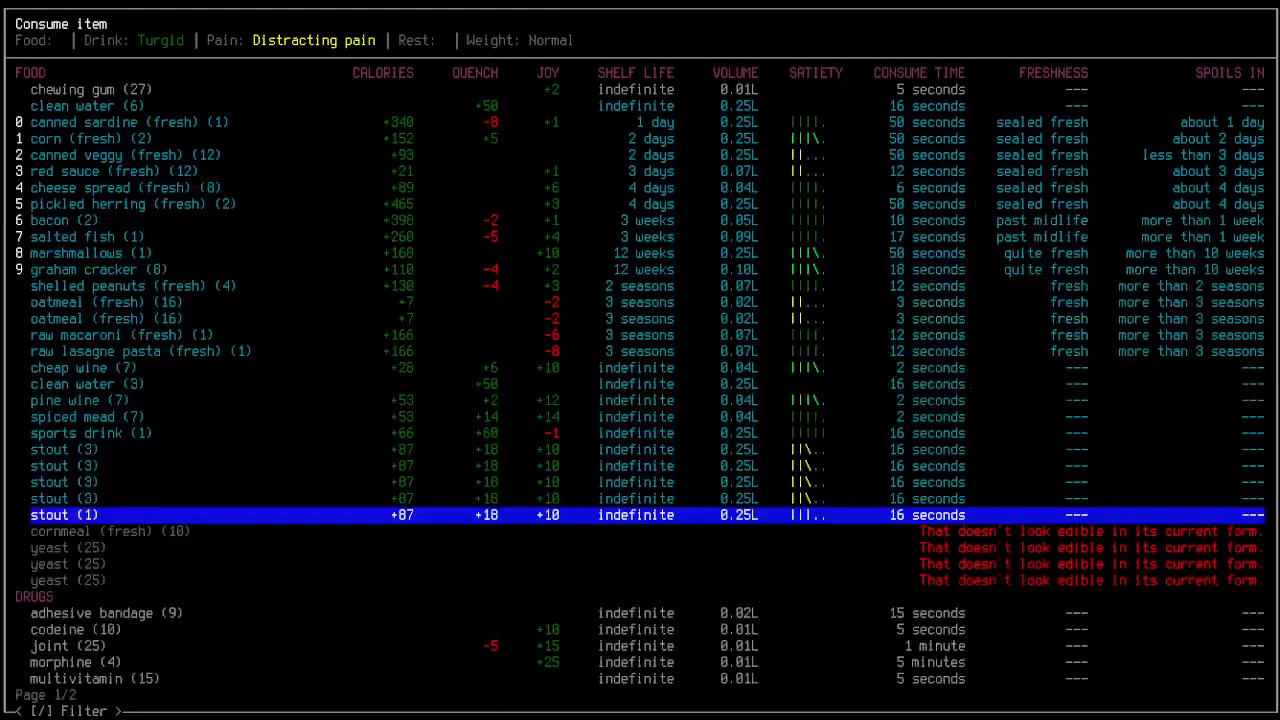 Consume item
Food: | Drink: Turgid | Pain: Distracting pain | Rest: | Weight: Normal
FOOD CALORIES QUENCH JOY SHELF LIFE VOLUME SATIETY CONSUME TIME FRESHNESS SPOILS IN
chewing gum (27) +2 indefinite 0.01L 5 seconds --- ---
clean water (6) +50 indefinite 0.25L 16 seconds --- ---
0 canned sardine (fresh) (1) +340 -8 +1 1 day 0.25L ||||. 50 seconds sealed fresh about 1 day
1 corn (fresh) (2) +152 +5 2 days 0.25L |||\. 50 seconds sealed fresh about 2 days
2 canned veggy (fresh) (12) +93 2 days 0.25L ||... 50 seconds sealed fresh less than 3 days
3 red sauce (fresh) (12) +21 +1 3 days 0.07L ||... 12 seconds sealed fresh about 3 days
4 cheese spread (fresh) (8) +89 +6 4 days 0.04L ||||. 6 seconds sealed fresh about 4 days
5 pickled herring (fresh) (2) +465 +3 4 days 0.25L ||||. 50 seconds sealed fresh about 4 days
6 bacon (2) +398 -2 +1 3 weeks 0.05L ||||. 10 seconds past midlife more than 1 week
7 salted fish (1) +260 -5 +4 3 weeks 0.09L ||||. 17 seconds past midlife more than 1 week
8 marshmallows (1) +168 +10 12 weeks 0.25L |||\. 50 seconds quite fresh more than 10 weeks
9 graham cracker (8) +110 -4 +2 12 weeks 0.10L |||\. 18 seconds quite fresh more than 10 weeks
shelled peanuts (fresh) (4) +130 -4 +3 2 seasons 0.07L ||||. 12 seconds fresh more than 2 seasons
oatmeal (fresh) (16) +7 -2 3 seasons 0.02L ||... 3 seconds fresh more than 3 seasons
oatmeal (fresh) (16) +7 -2 3 seasons 0.02L ||... 3 seconds fresh more than 3 seasons
raw macaroni (fresh) (1) +166 -6 3 seasons 0.07L ||||. 12 seconds fresh more than 3 seasons
raw lasagne pasta (fresh) (1) +166 -8 3 seasons 0.07L ||||. 12 seconds fresh more than 3 seasons
cheap wine (7) +28 +6 +10 indefinite 0.04L |||\. 2 seconds --- ---
clean water (3) +50 indefinite 0.25L 16 seconds --- ---
pine wine (7) +53 +2 +12 indefinite 0.04L |||\. 2 seconds --- ---
spiced mead (7) +53 +14 +14 indefinite 0.04L ||||. 2 seconds --- ---
sports drink (1) +66 +60 -1 indefinite 0.25L ||||| 16 seconds --- ---
stout (3) +87 +18 +10 indefinite 0.25L ||\.. 16 seconds --- ---
stout (3) +87 +18 +10 indefinite 0.25L ||\.. 16 seconds --- ---
stout (3) +87 +18 +10 indefinite 0.25L ||\.. 16 seconds --- ---
stout (3) +87 +18 +10 indefinite 0.25L ||\.. 16 seconds --- ---
stout (1) +87 +18 +10 indefinite 0.25L |||.. 16 seconds --- ---
cornmeal (fresh) (10) That doesn't look edible in its current form.
yeast (25) That doesn't look edible in its current form.
yeast (25) That doesn't look edible in its current form.
yeast (25) That doesn't look edible in its current form.
DRUGS
adhesive bandage (9) indefinite 0.02L 15 seconds --- ---
codeine (10) +10 indefinite 0.01L 5 seconds --- ---
joint (25) -5 +15 indefinite 0.01L 1 minute --- ---
morphine (4) +25 indefinite 0.01L 5 minutes --- ---
multivitamin (15) indefinite 0.01L 5 seconds --- ---
Page 1/2
< [/] Filter >